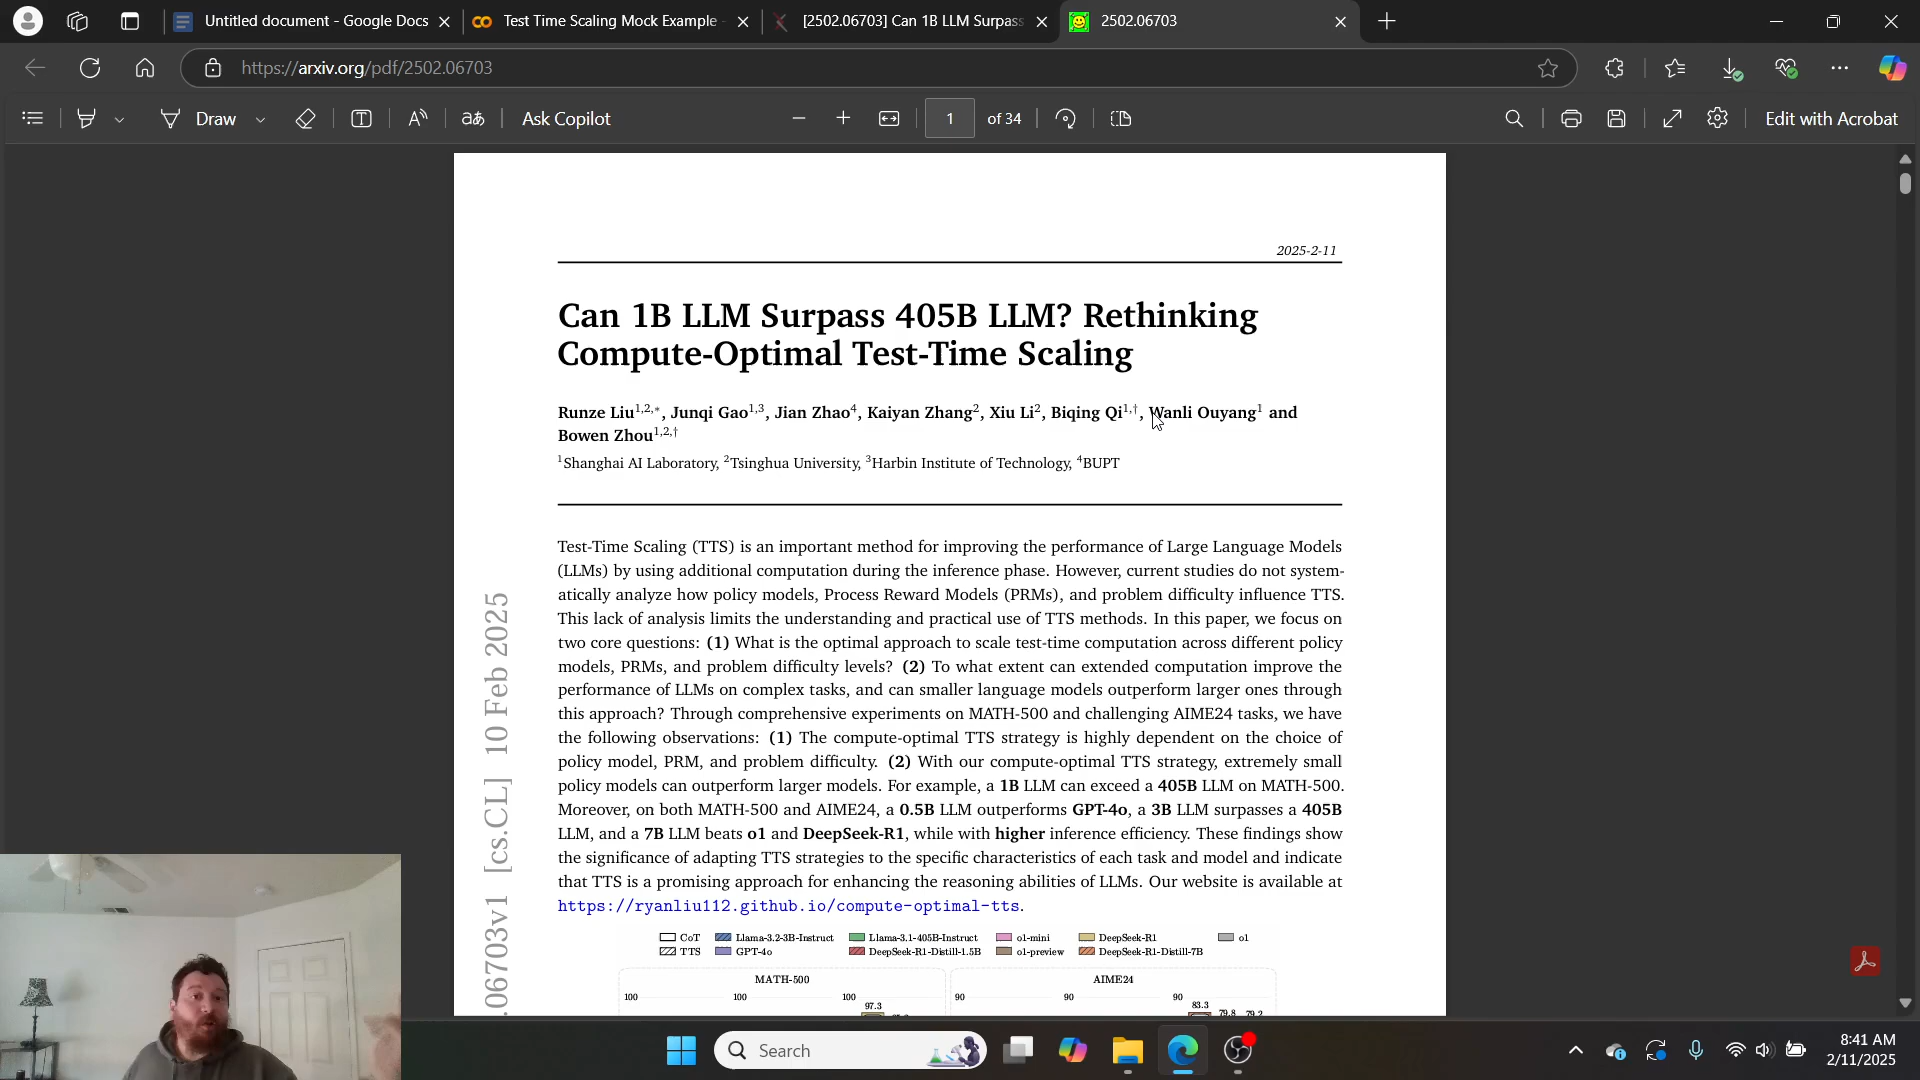 Untitled document - Google Docs
Test Time Scaling Mock Example -
[2502.06703] Can 1B LLM Surpass
2502.06703
https://arxiv.org/pdf/2502.06703
Draw
Ask Copilot
1 of 34
Edit with Acrobat
2025-2-11
Can 1B LLM Surpass 405B LLM? Rethinking
Compute-Optimal Test-Time Scaling
Runze Liu1,2,*, Junqi Gao1,3, Jian Zhao4, Kaiyan Zhang2, Xiu Li2, Biqing Qi1,†, Wanli Ouyang1 and
Bowen Zhou1,2,†
1Shanghai AI Laboratory, 2Tsinghua University, 3Harbin Institute of Technology, 4BUPT
Test-Time Scaling (TTS) is an important method for improving the performance of Large Language Models
(LLMs) by using additional computation during the inference phase. However, current studies do not system-
atically analyze how policy models, Process Reward Models (PRMs), and problem difficulty influence TTS.
This lack of analysis limits the understanding and practical use of TTS methods. In this paper, we focus on
two core questions: (1) What is the optimal approach to scale test-time computation across different policy
models, PRMs, and problem difficulty levels? (2) To what extent can extended computation improve the
performance of LLMs on complex tasks, and can smaller language models outperform larger ones through
this approach? Through comprehensive experiments on MATH-500 and challenging AIME24 tasks, we have
the following observations: (1) The compute-optimal TTS strategy is highly dependent on the choice of
policy model, PRM, and problem difficulty. (2) With our compute-optimal TTS strategy, extremely small
policy models can outperform larger models. For example, a 1B LLM can exceed a 405B LLM on MATH-500.
Moreover, on both MATH-500 and AIME24, a 0.5B LLM outperforms GPT-4o, a 3B LLM surpasses a 405B
LLM, and a 7B LLM beats o1 and DeepSeek-R1, while with higher inference efficiency. These findings show
the significance of adapting TTS strategies to the specific characteristics of each task and model and indicate
that TTS is a promising approach for enhancing the reasoning abilities of LLMs. Our website is available at
https://ryanliu112.github.io/compute-optimal-tts.
.06703v1 [cs.CL] 10 Feb 2025
CoT Llama-3.2-3B-Instruct Llama-3.1-405B-Instruct o1-mini DeepSeek-R1 o1
TTS GPT-4o DeepSeek-R1-Distill-1.5B o1-preview DeepSeek-R1-Distill-7B
MATH-500 AIME24
100 100 100 90 90 90
97.3 83.3 79.8 79.2
Search
8:41 AM
2/11/2025